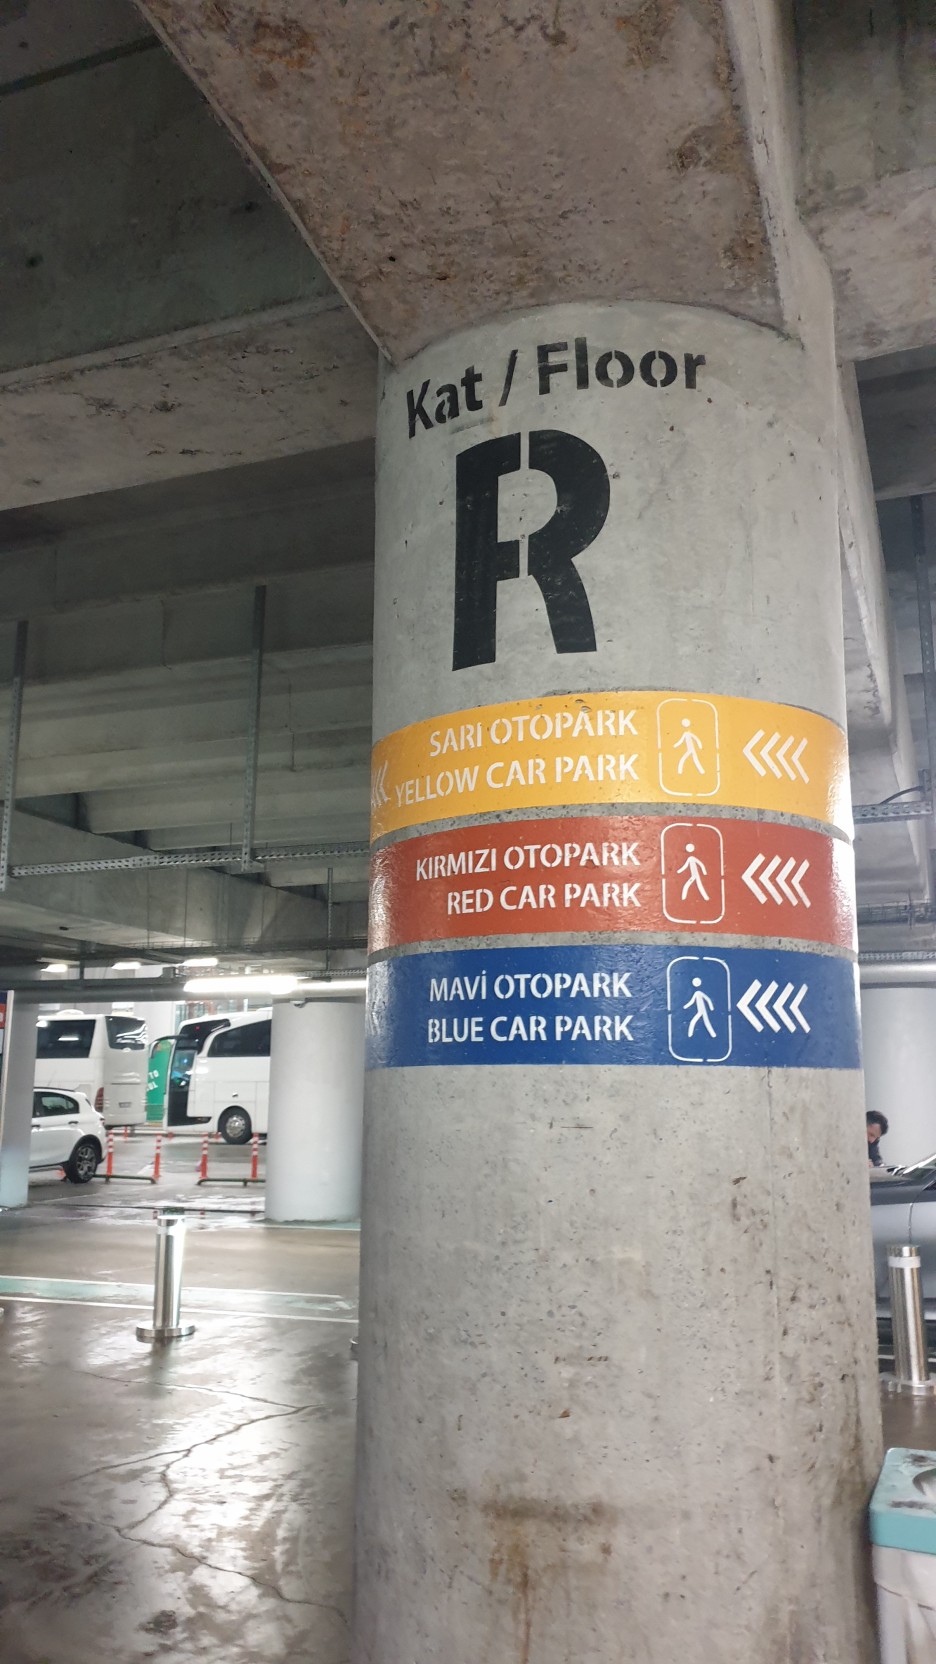 Kat / Floor
R
SARI OTOPARK
YELLOW CAR PARK
KIRMIZI OTOPARK
RED CAR PARK
MAVİ OTOPARK
BLUE CAR PARK